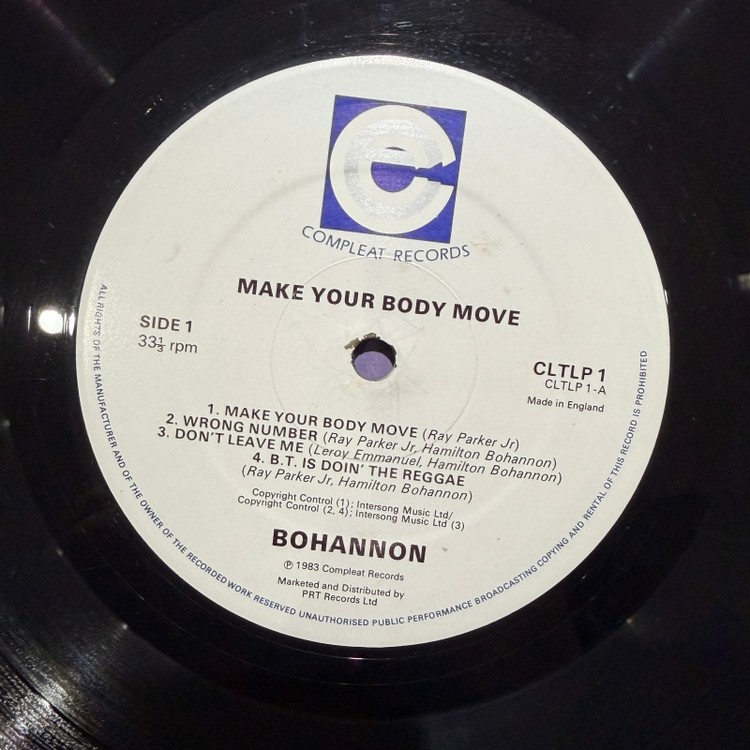 COMPLEAT RECORDS
MAKE YOUR BODY MOVE
SIDE 1
33⅓ rpm
CLTLP 1
CLTLP 1-A
Made in England
1. MAKE YOUR BODY MOVE (Ray Parker Jr)
2. WRONG NUMBER (Ray Parker Jr, Hamilton Bohannon)
3. DON'T LEAVE ME (Leroy Emmanuel, Hamilton Bohannon)
4. B.T. IS DOIN' THE REGGAE
(Ray Parker Jr, Hamilton Bohannon)
Copyright Control (1); Intersong Music Ltd/
Copyright Control (2, 4); Intersong Music Ltd (3)
BOHANNON
℗ 1983 Compleat Records
Marketed and Distributed by
PRT Records Ltd
ALL RIGHTS OF THE MANUFACTURER AND OF THE OWNER OF THE RECORDED WORK RESERVED UNAUTHORISED PUBLIC PERFORMANCE BROADCASTING COPYING AND RENTAL OF THIS RECORD IS PROHIBITED